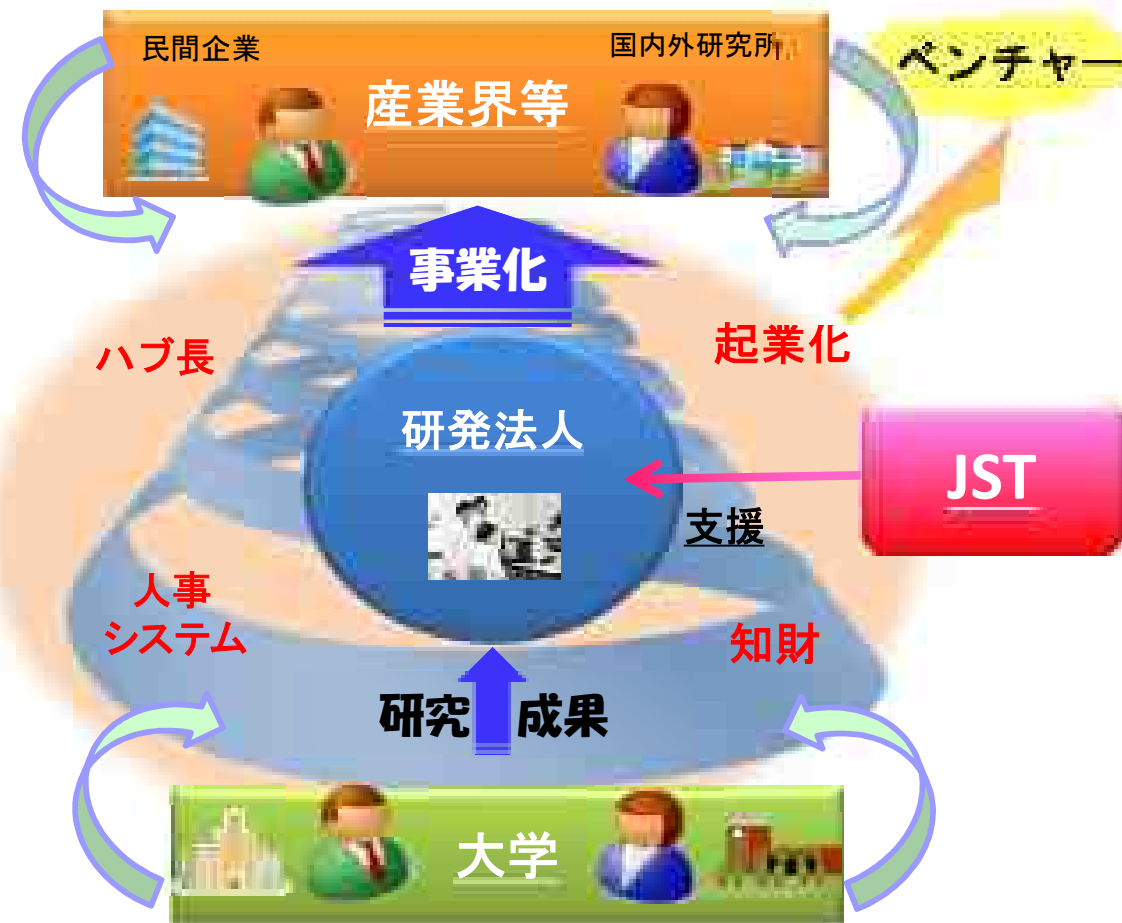 民間企業
国内外研究所
ベンチャー
産業界等
事業化
ハブ長
起業化
研発法人
JST
支援
人事
システム
知財
研究
成果
大学